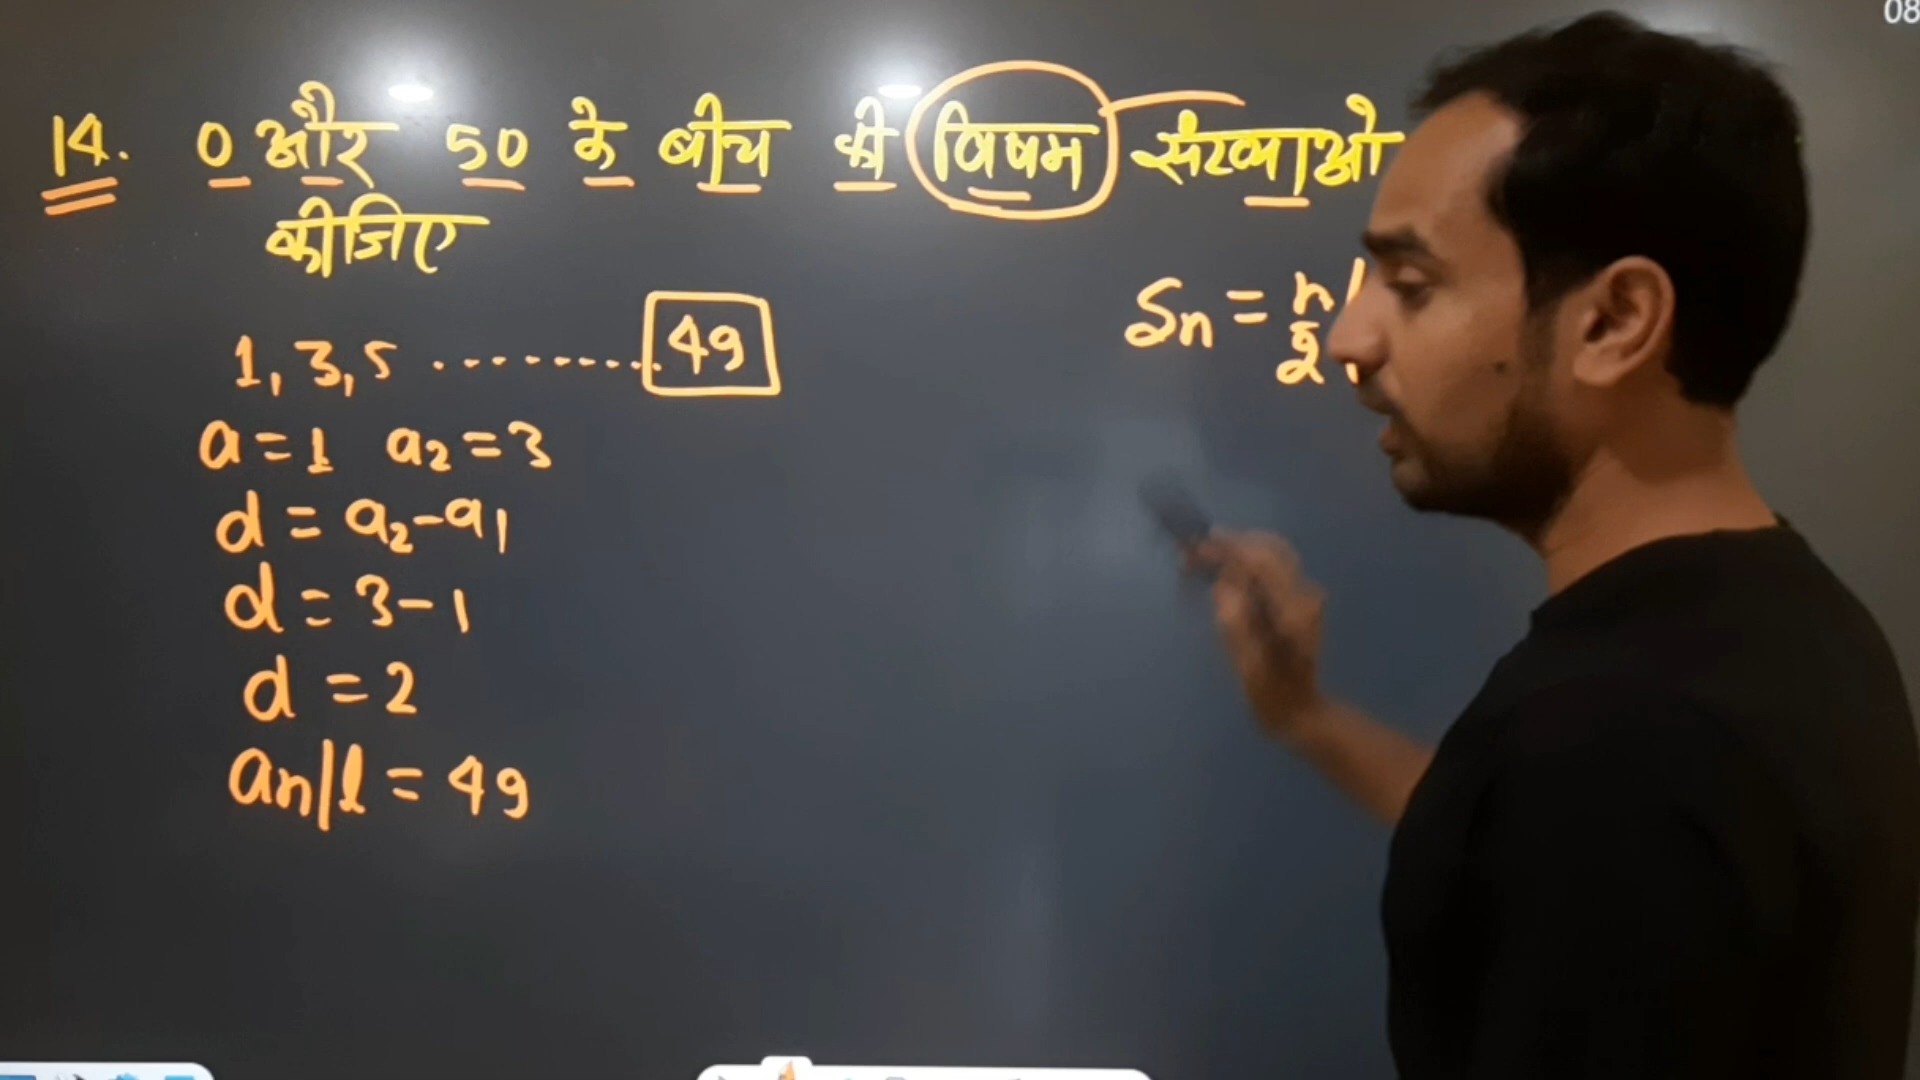 08
14. 0 और 50 के बीच की विषम संख्याओ
कीजिए
1, 3, 5 ......... 49
Sn = n/2
a = 1 a2 = 3
d = a2 - a1
d = 3 - 1
d = 2
an/l = 49